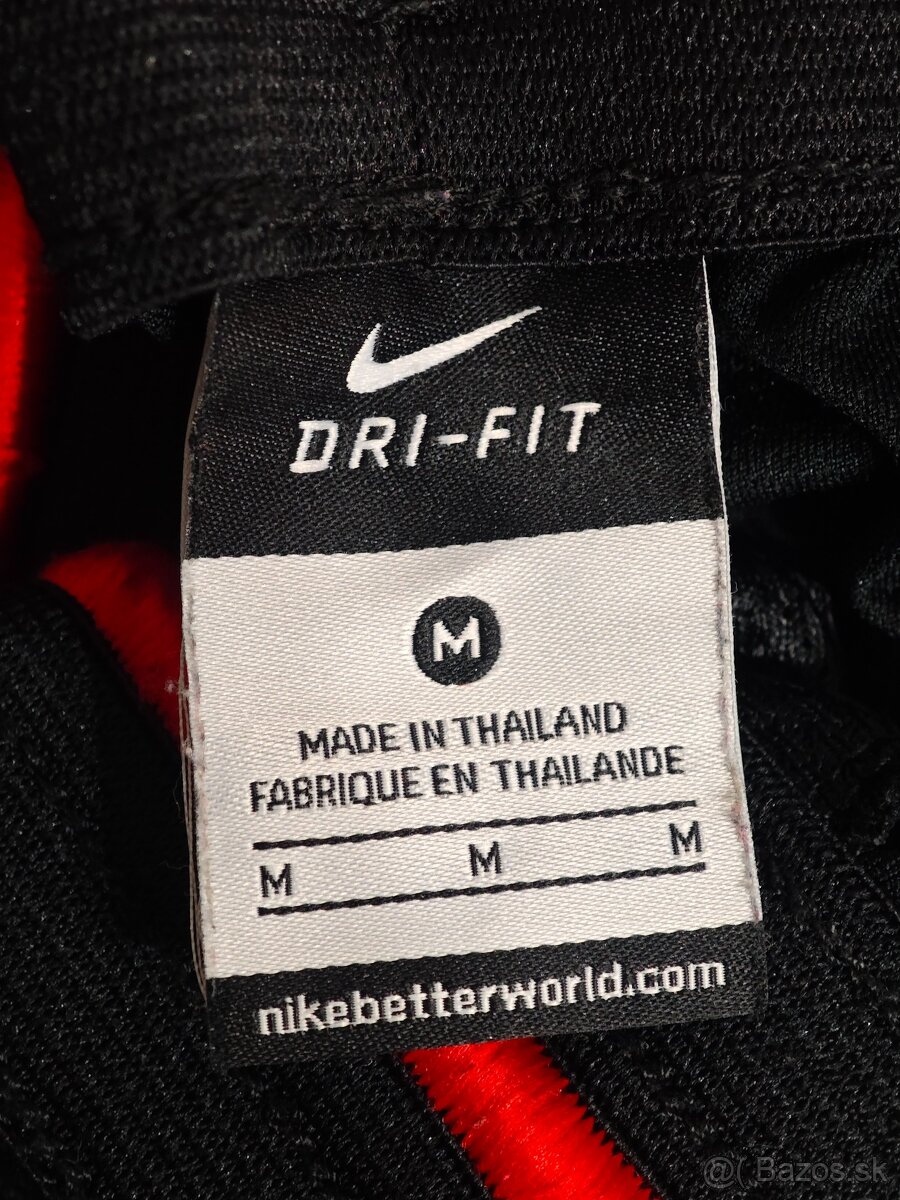 DRI-FIT
M
MADE IN THAILAND
FABRIQUE EN THAILANDE
M M M
nikebetterworld.com
@( Bazos.sk